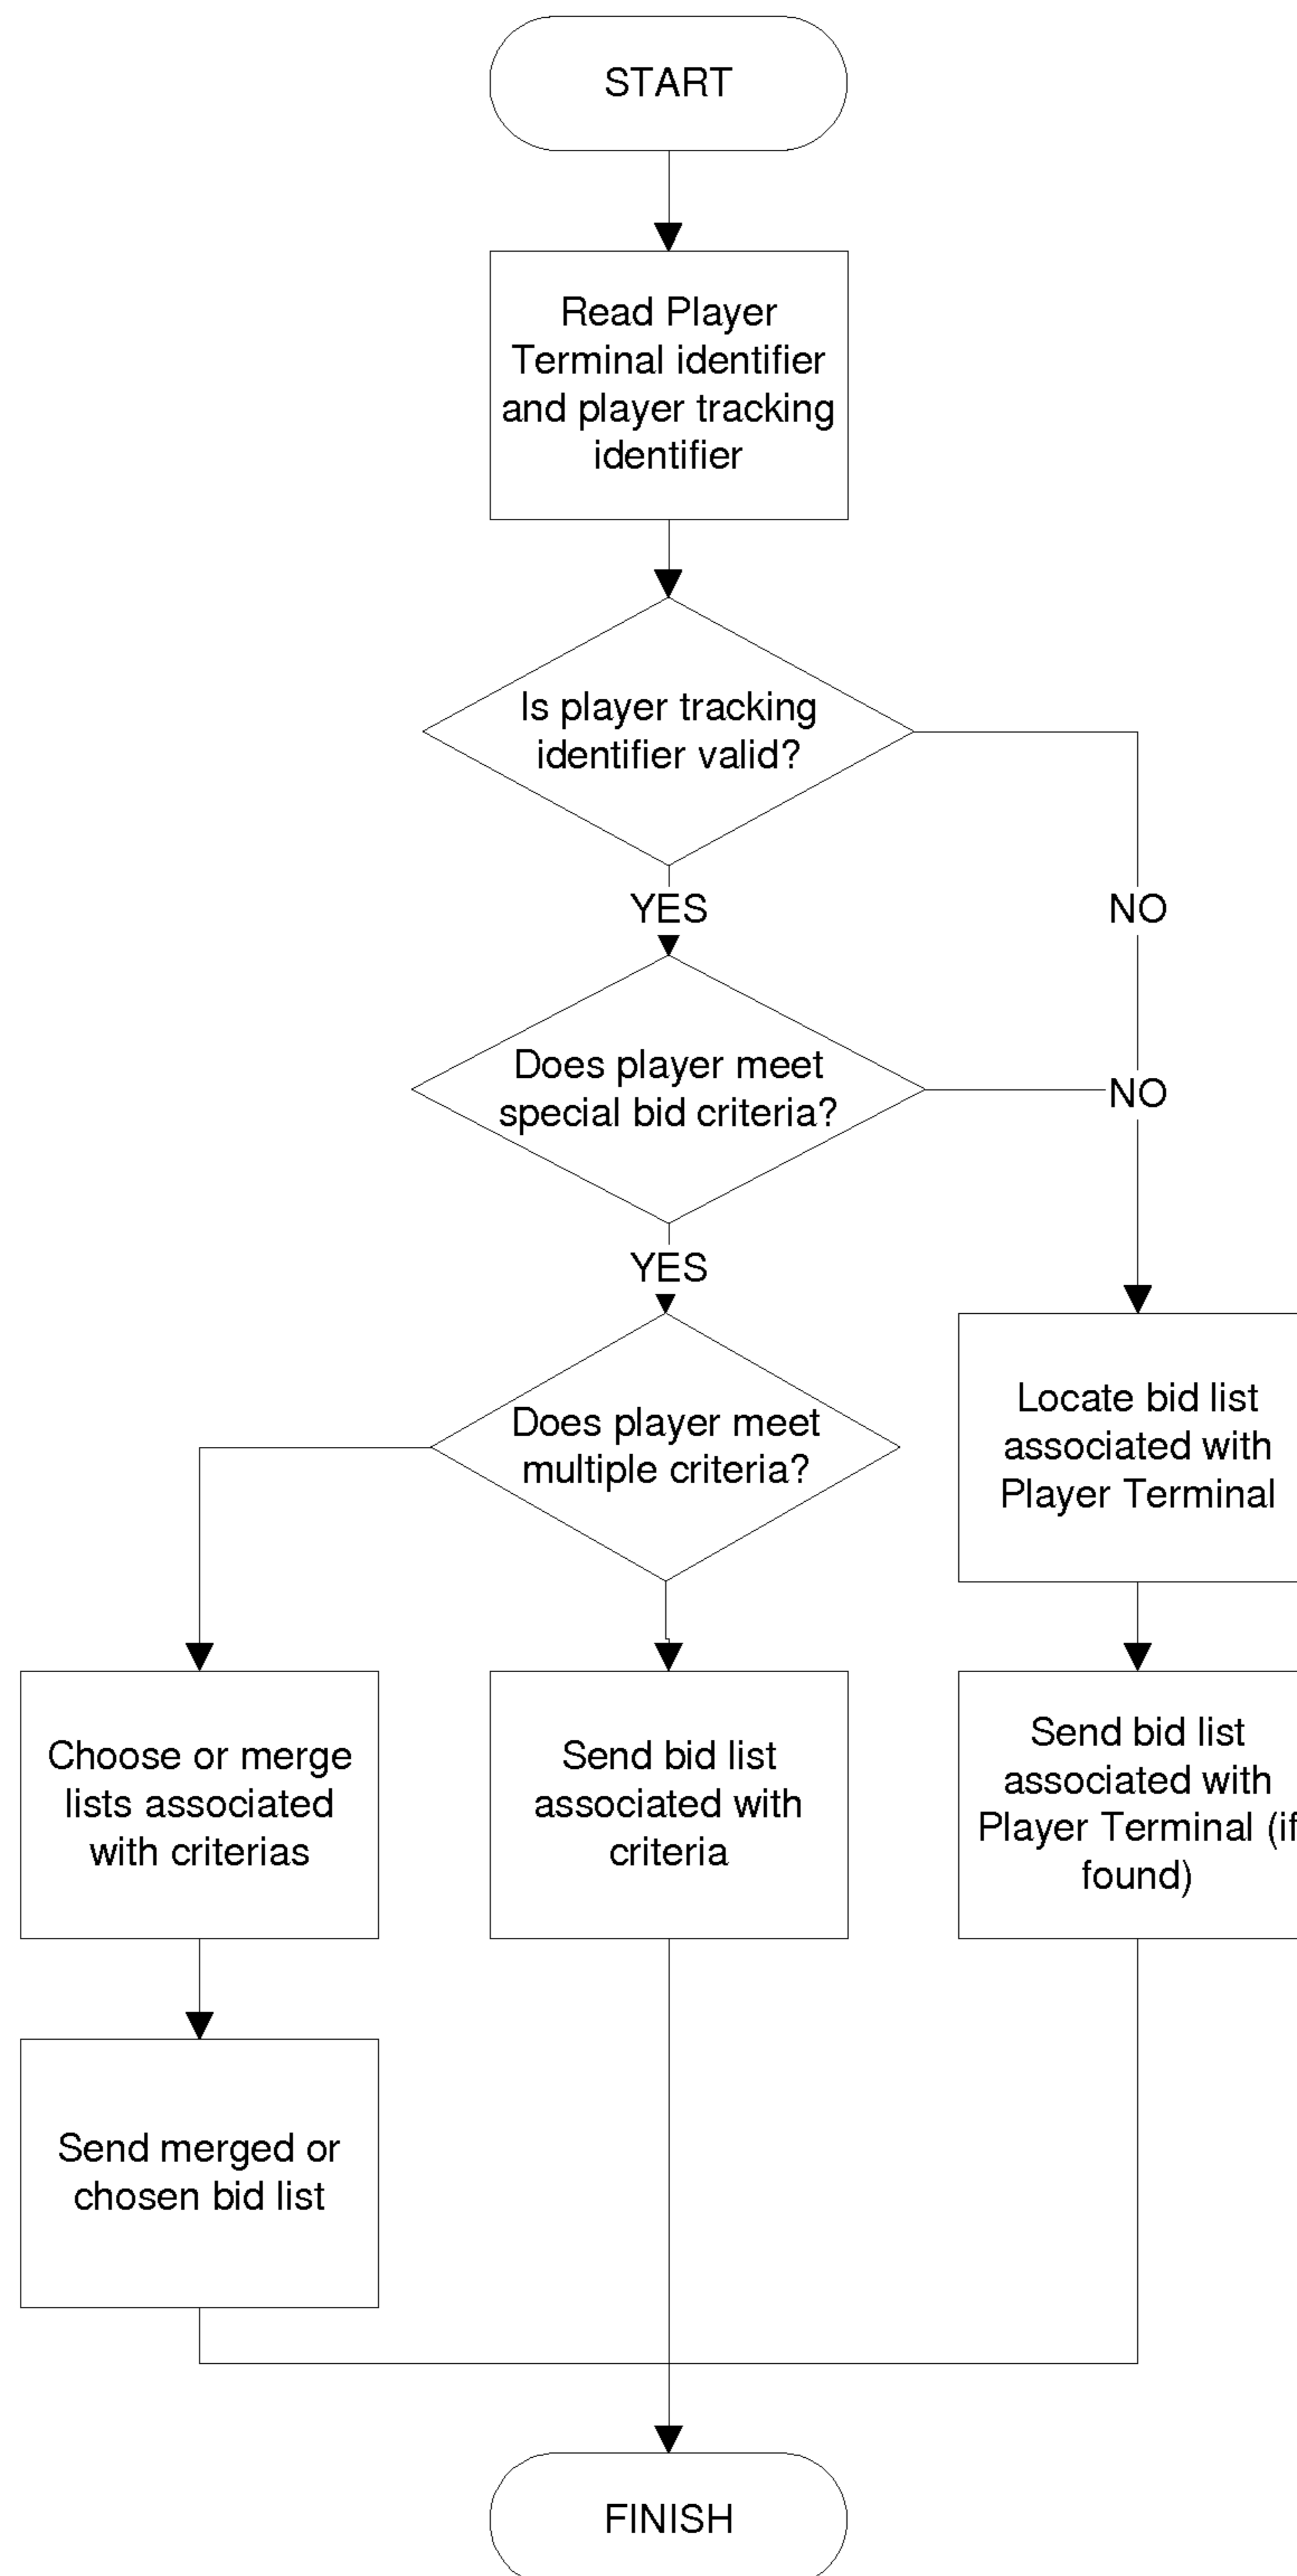 START
Read Player
Terminal identifier
and player tracking
identifier
Is player tracking
identifier valid?
YES
NO
Does player meet
special bid criteria?
NO
YES
Does player meet
multiple criteria?
Locate bid list
associated with
Player Terminal
Choose or merge
lists associated
with criterias
Send bid list
associated with
criteria
Send bid list
associated with
Player Terminal (if
found)
Send merged or
chosen bid list
FINISH